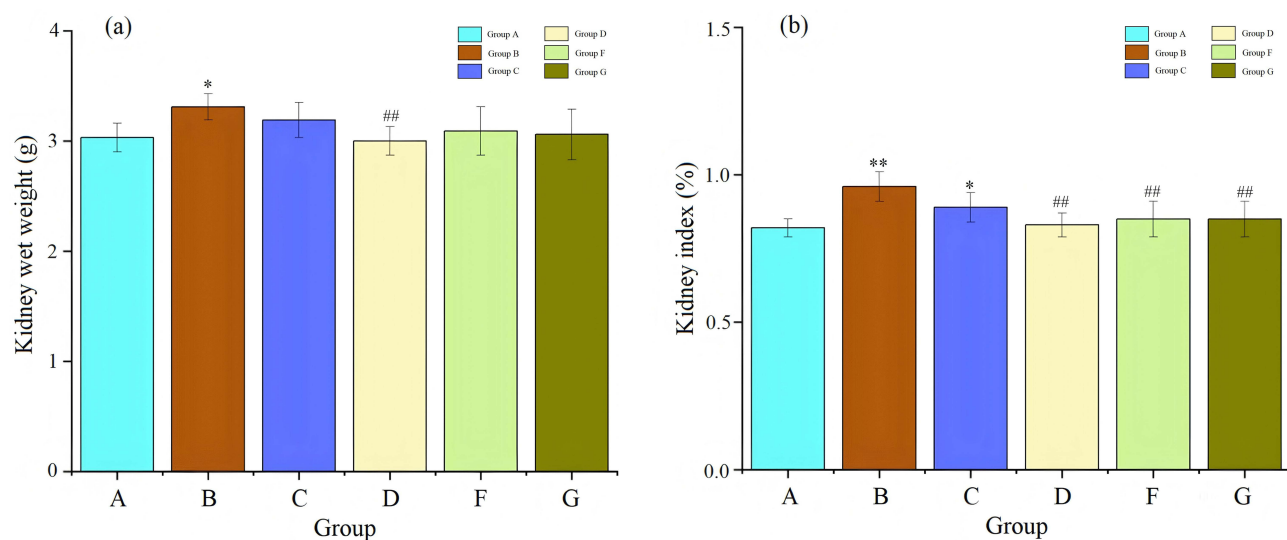 (a)
Group A
Group B
Group C
Group D
Group F
Group G
Kidney wet weight (g)
4
3
2
1
0
*
##
A B C D F G
Group
(b)
Group A
Group B
Group C
Group D
Group F
Group G
Kidney index (%)
1.5
1.0
0.5
0.0
**
*
##
##
##
A B C D F G
Group